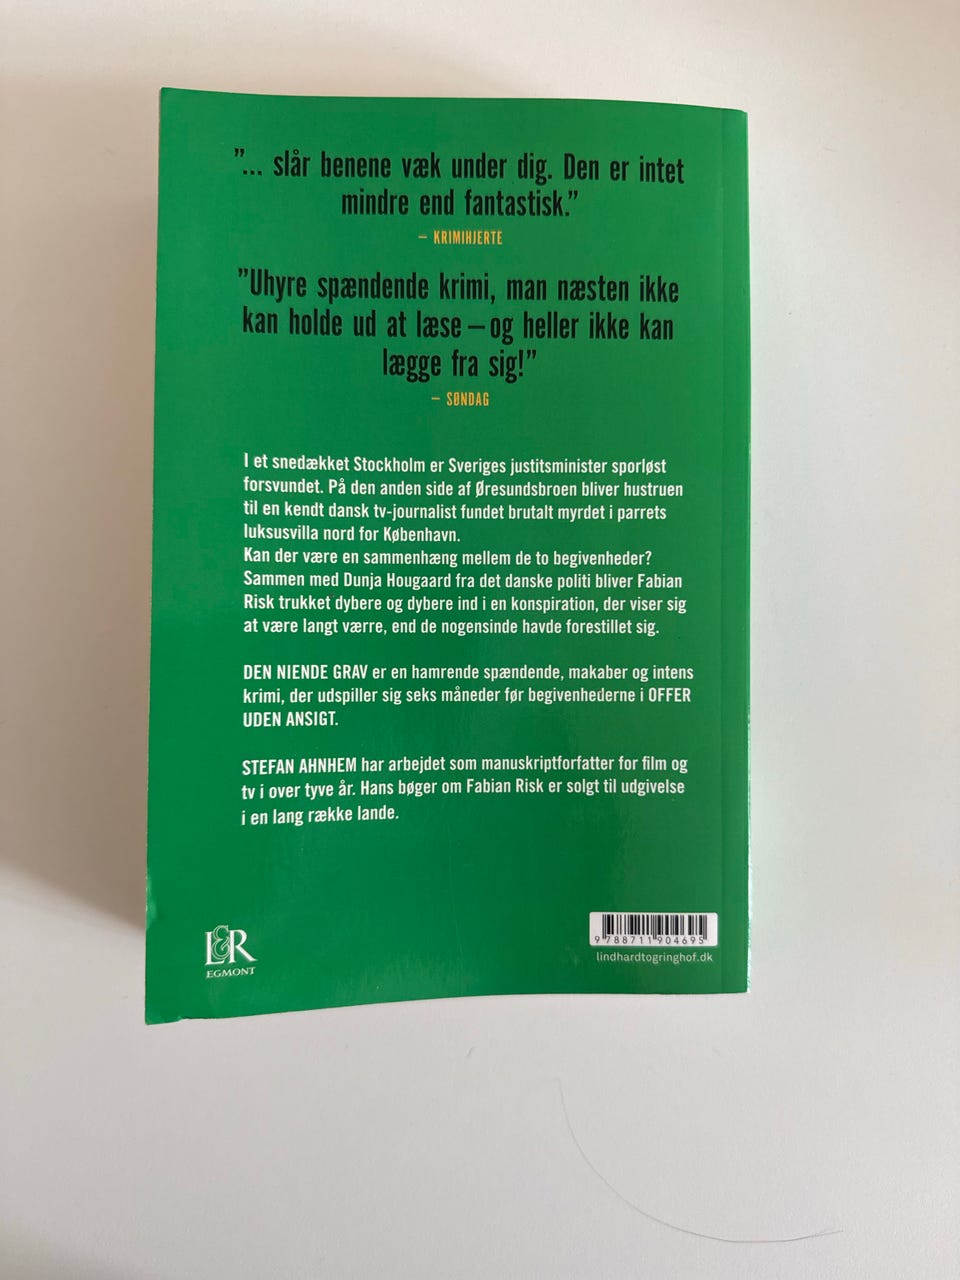 "... slår benene væk under dig. Den er intet
mindre end fantastisk."
– KRIMIHJERTE
"Uhyre spændende krimi, man næsten ikke
kan holde ud at læse – og heller ikke kan
lægge fra sig!"
– SØNDAG
I et snedækket Stockholm er Sveriges justitsminister sporløst
forsvundet. På den anden side af Øresundsbroen bliver hustruen
til en kendt dansk tv-journalist fundet brutalt myrdet i parrets
luksusvilla nord for København.
Kan der være en sammenhæng mellem de to begivenheder?
Sammen med Dunja Hougaard fra det danske politi bliver Fabian
Risk trukket dybere og dybere ind i en konspiration, der viser sig
at være langt værre, end de nogensinde havde forestillet sig.
DEN NIENDE GRAV er en hamrende spændende, makaber og intens
krimi, der udspiller sig seks måneder før begivenhederne i OFFER
UDEN ANSIGT.
STEFAN AHNHEM har arbejdet som manuskriptforfatter for film og
tv i over tyve år. Hans bøger om Fabian Risk er solgt til udgivelse
i en lang række lande.
L&R
EGMONT
9 788711 904695
lindhardtogringhof.dk